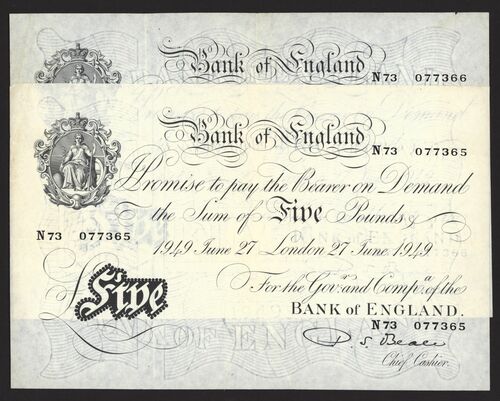 Bank of England
N73 077366
Bank of England
N73 077365
Promise to pay the Bearer on Demand
the Sum of Five Pounds
N73 077365
1949 June 27 London 27 June 1949
For the Govr. and Compa. of the
£Five
BANK of ENGLAND.
N73 077365
OF ENGLAND
P. S. Beale
Chief Cashier.